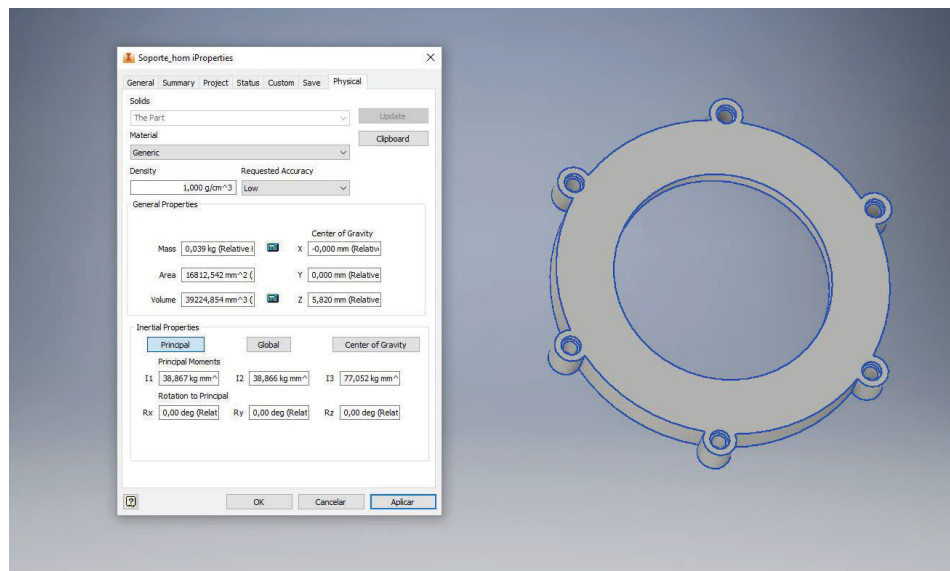 Soporte_horn iProperties
General Summary Project Status Custom Save Physical
Solids
The Part Update
Material Clipboard
Generic
Density Requested Accuracy
1,000 g/cm^3 Low
General Properties
Center of Gravity
Mass 0,039 kg (Relative I X -0,000 mm (Relativ
Area 16812,542 mm^2 ( Y 0,000 mm (Relative
Volume 39224,854 mm^3 ( Z 5,820 mm (Relative
Inertial Properties
Principal Global Center of Gravity
Principal Moments
I1 38,867 kg mm^ I2 38,866 kg mm^ I3 77,052 kg mm^
Rotation to Principal
Rx 0,00 deg (Relat Ry 0,00 deg (Relat Rz 0,00 deg (Relat
? OK Cancelar Aplicar